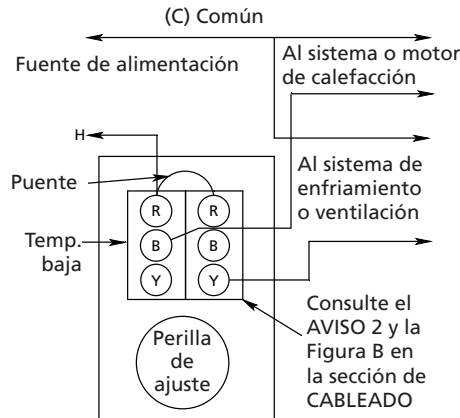 (C) Común
Fuente de alimentación
Al sistema o motor
de calefacción
H
Puente
Al sistema de
enfriamiento
o ventilación
R
R
Temp.
baja
B
B
Y
Y
Consulte el
AVISO 2 y la
Figura B en
la sección de
CABLEADO
Perilla
de
ajuste